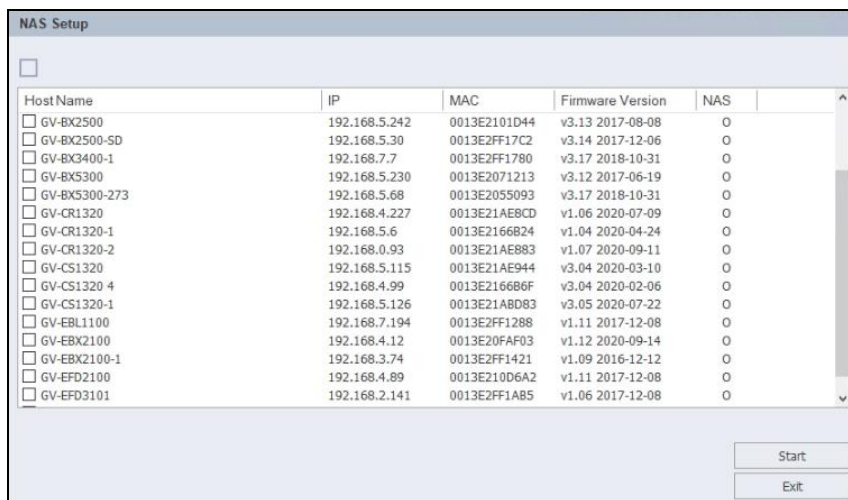 NAS Setup
Host Name IP MAC Firmware Version NAS
GV-BX2500 192.168.5.242 0013E2101D44 v3.13 2017-08-08 O
GV-BX2500-SD 192.168.5.30 0013E2FF17C2 v3.14 2017-12-06 O
GV-BX3400-1 192.168.7.7 0013E2FF1780 v3.17 2018-10-31 O
GV-BX5300 192.168.5.230 0013E2071213 v3.12 2017-06-19 O
GV-BX5300-273 192.168.5.68 0013E2055093 v3.17 2018-10-31 O
GV-CR1320 192.168.4.227 0013E21AE8CD v1.06 2020-07-09 O
GV-CR1320-1 192.168.5.6 0013E2166B24 v1.04 2020-04-24 O
GV-CR1320-2 192.168.0.93 0013E21AE883 v1.07 2020-09-11 O
GV-CS1320 192.168.5.115 0013E21AE944 v3.04 2020-03-10 O
GV-CS1320 4 192.168.4.99 0013E2166B6F v3.04 2020-02-06 O
GV-CS1320-1 192.168.5.126 0013E21ABD83 v3.05 2020-07-22 O
GV-EBL1100 192.168.7.194 0013E2FF1288 v1.11 2017-12-08 O
GV-EBX2100 192.168.4.12 0013E20FAF03 v1.12 2020-09-14 O
GV-EBX2100-1 192.168.3.74 0013E2FF1421 v1.09 2016-12-12 O
GV-EFD2100 192.168.4.89 0013E210D6A2 v1.11 2017-12-08 O
GV-EFD3101 192.168.2.141 0013E2FF1AB5 v1.06 2017-12-08 O
Start
Exit